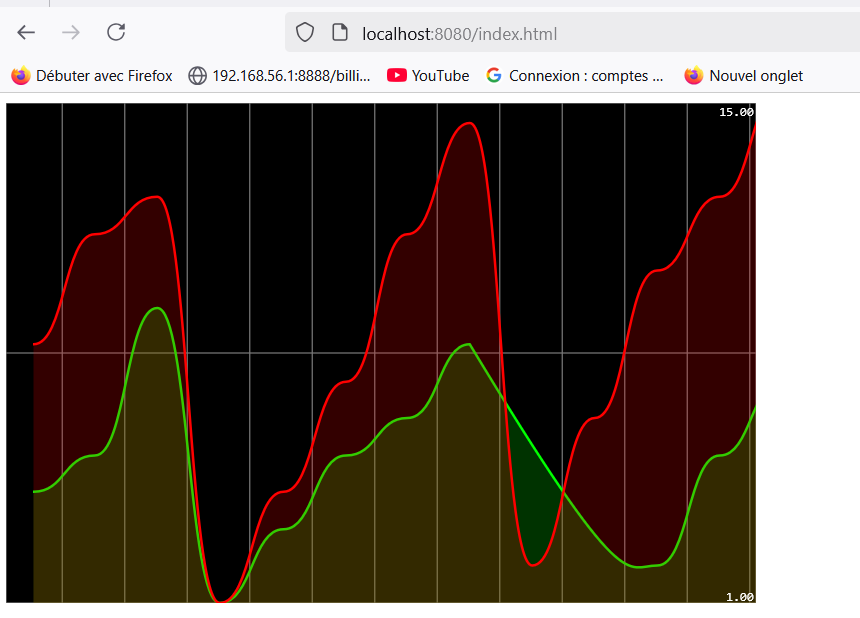 localhost:8080/index.html
Débuter avec Firefox 192.168.56.1:8888/billi... YouTube Connexion : comptes ... Nouvel onglet
15.00
1.00